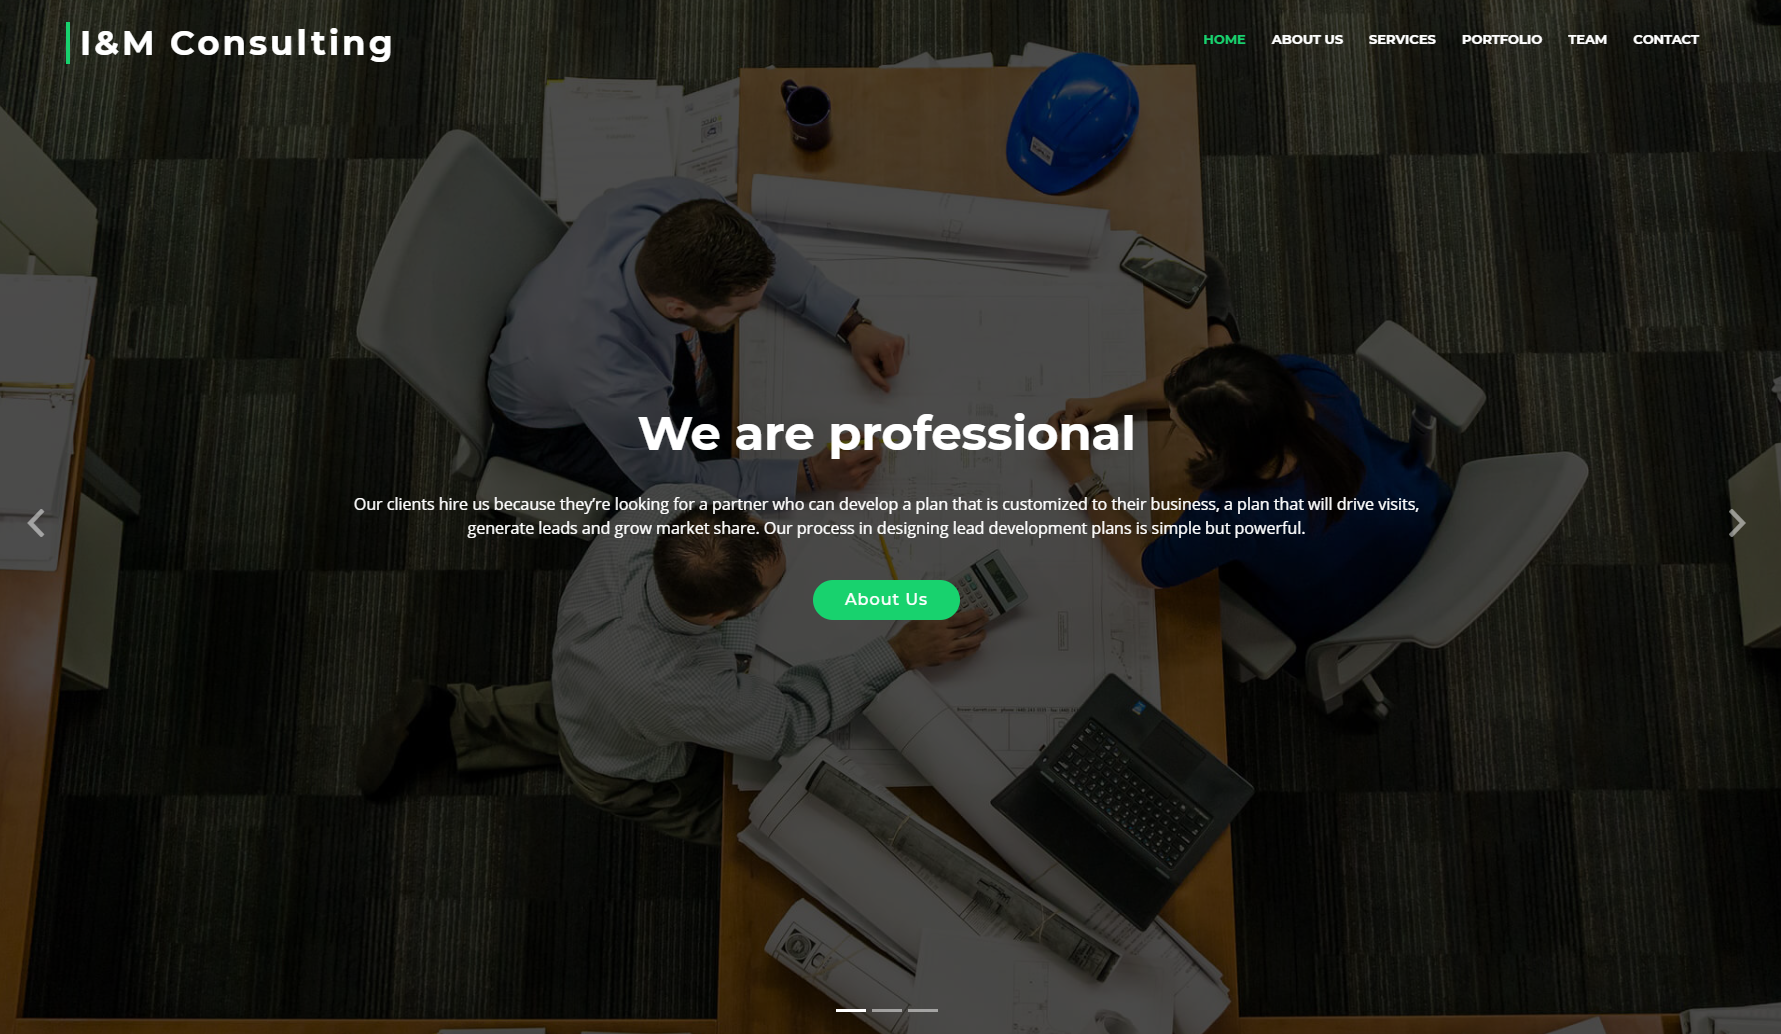 I&M Consulting
HOME ABOUT US SERVICES PORTFOLIO TEAM CONTACT
We are professional
Our clients hire us because they’re looking for a partner who can develop a plan that is customized to their business, a plan that will drive visits,
generate leads and grow market share. Our process in designing lead development plans is simple but powerful.
About Us